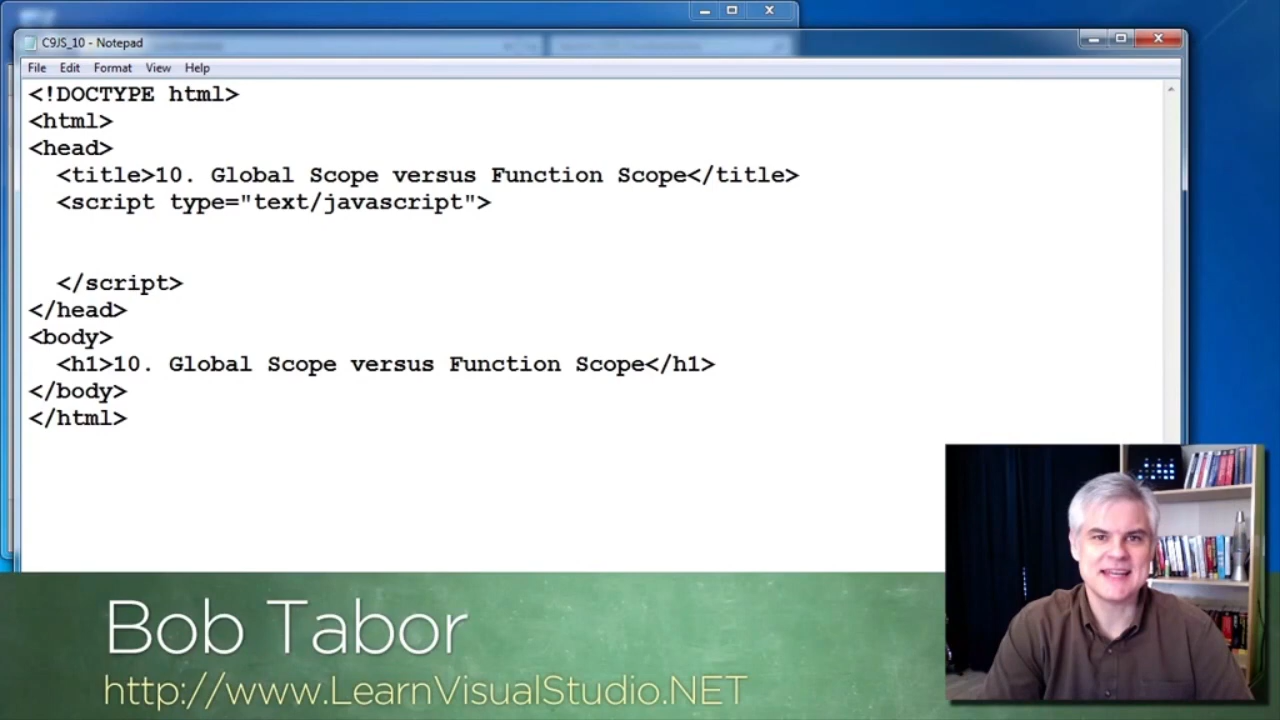 C9JS_10 - Notepad
File Edit Format View Help
<!DOCTYPE html>
<html>
<head>
  <title>10. Global Scope versus Function Scope</title>
  <script type="text/javascript">
  </script>
</head>
<body>
  <h1>10. Global Scope versus Function Scope</h1>
</body>
</html>
Bob Tabor
http://www.LearnVisualStudio.NET